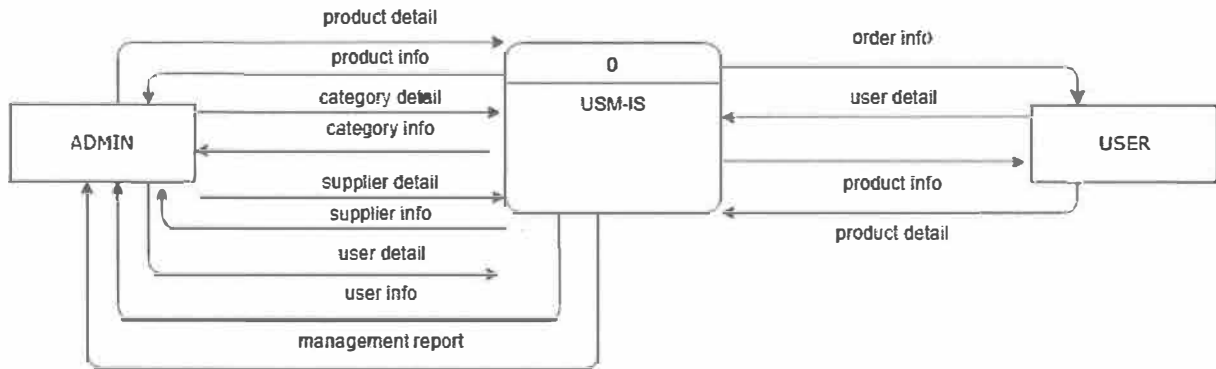 product detail
product info
category detail
category info
ADMIN
supplier detail
supplier info
user detail
user info
management report
0
USM-IS
order info
user detail
USER
product info
product detail